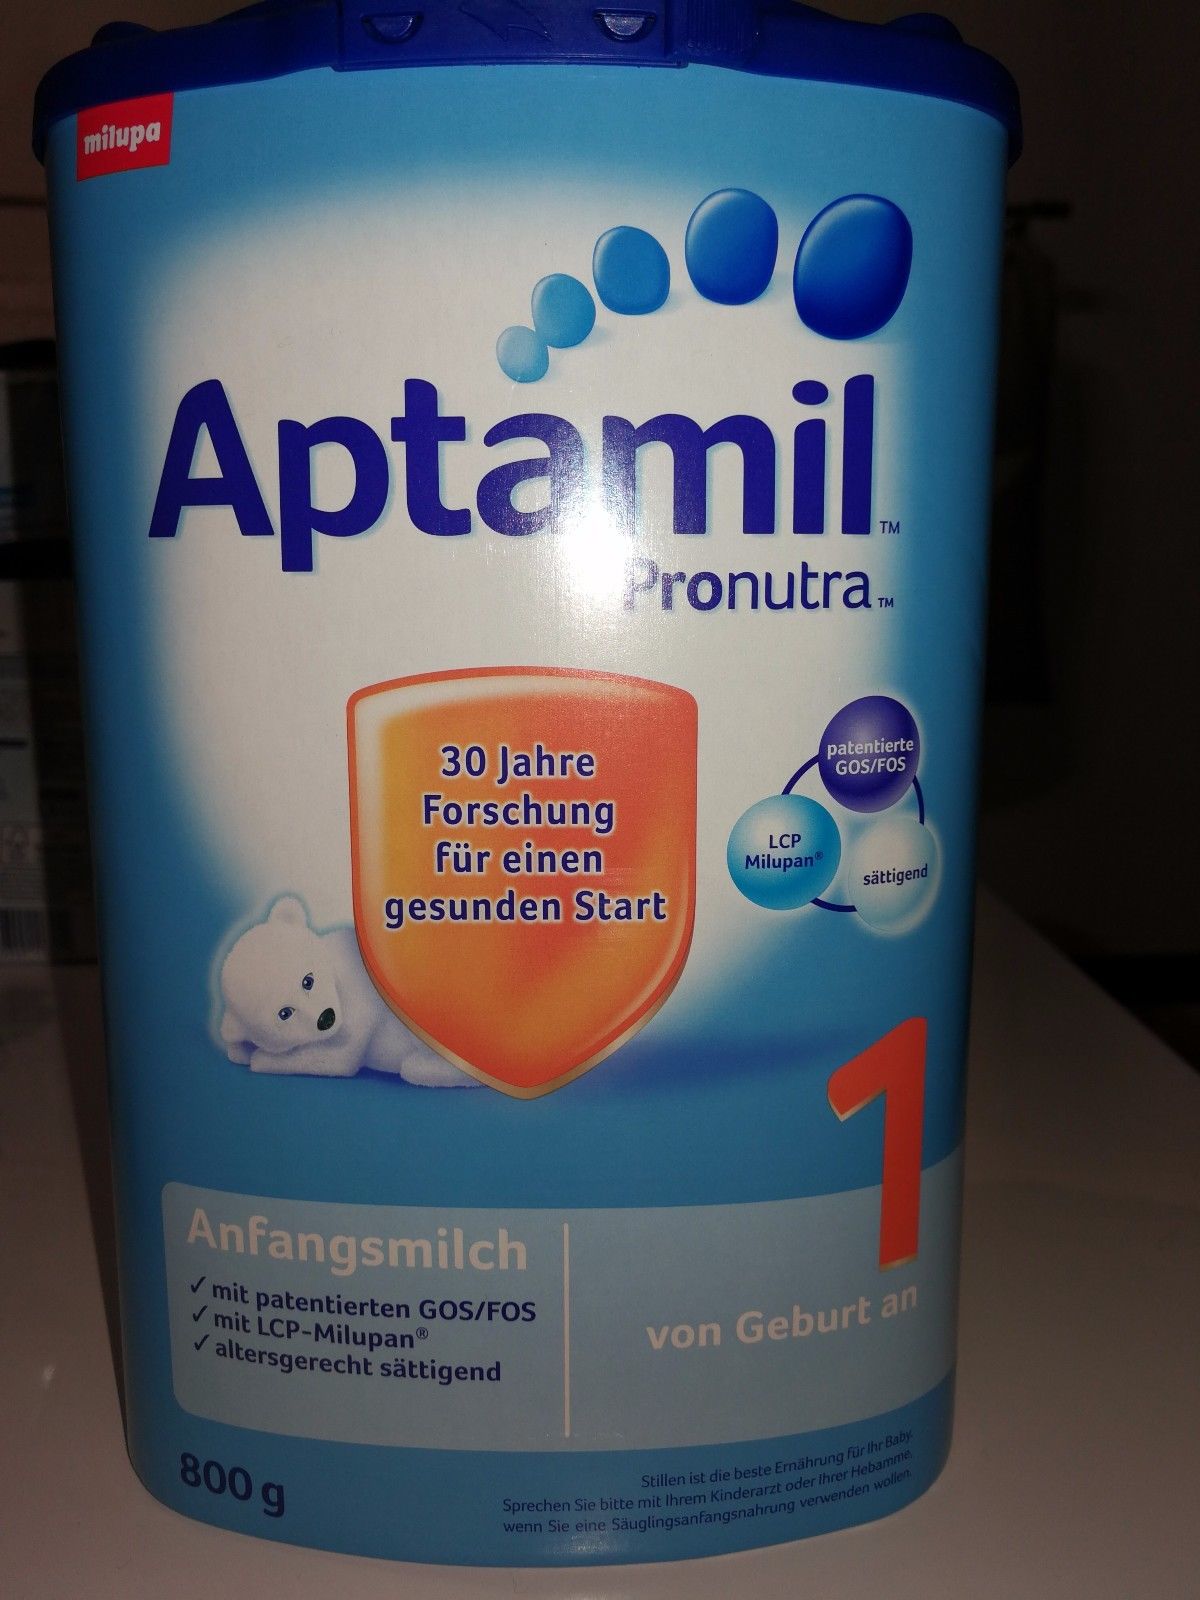 milupa
Aptamil™
Pronutra™
30 Jahre
Forschung
für einen
gesunden Start
patentierte
GOS/FOS
LCP
Milupan®
sättigend
1
Anfangsmilch
✓ mit patentierten GOS/FOS
✓ mit LCP-Milupan®
✓ altersgerecht sättigend
von Geburt an
800 g
Stillen ist die beste Ernährung für Ihr Baby.
Sprechen Sie bitte mit Ihrem Kinderarzt oder Ihrer Hebamme,
wenn Sie eine Säuglingsanfangsnahrung verwenden wollen.